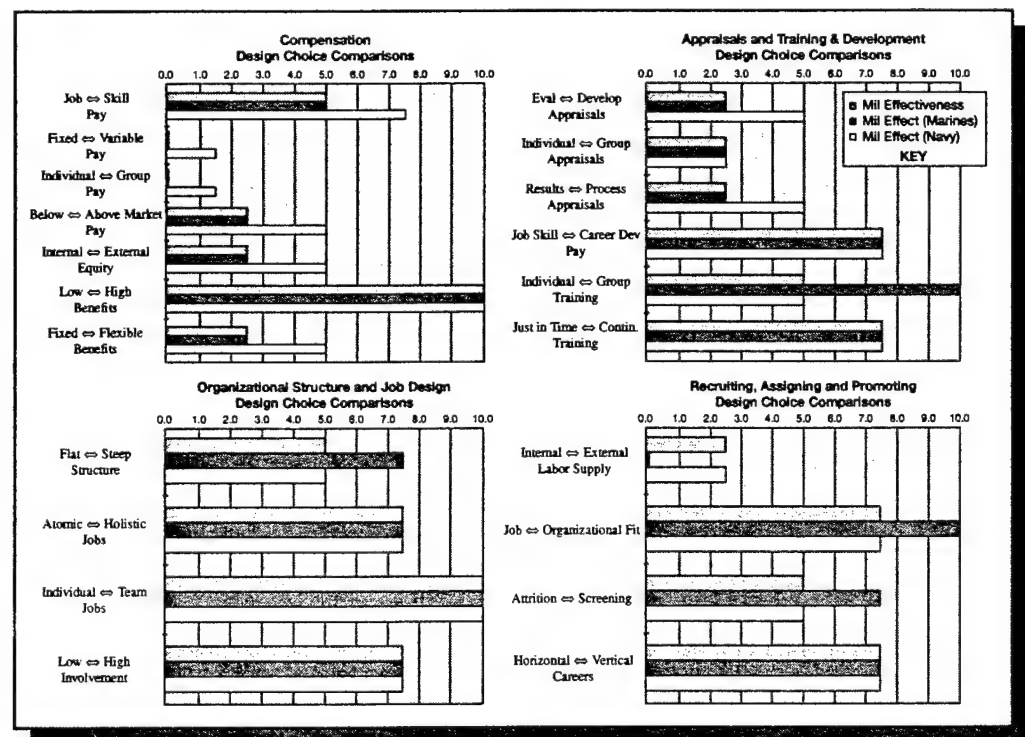 Compensation
Design Choice Comparisons
0.0 1.0 2.0 3.0 4.0 5.0 6.0 7.0 8.0 9.0 10.0
Job ⇔ Skill
Pay
Fixed ⇔ Variable
Pay
Individual ⇔ Group
Pay
Below ⇔ Above Market
Pay
Internal ⇔ External
Equity
Low ⇔ High
Benefits
Fixed ⇔ Flexible
Benefits
Appraisals and Training & Development
Design Choice Comparisons
0.0 1.0 2.0 3.0 4.0 5.0 6.0 7.0 8.0 9.0 10.0
Eval ⇔ Develop
Appraisals
Individual ⇔ Group
Appraisals
Results ⇔ Process
Appraisals
Job Skill ⇔ Career Dev
Pay
Individual ⇔ Group
Training
Just in Time ⇔ Contin.
Training
Mil Effectiveness
Mil Effect (Marines)
Mil Effect (Navy)
KEY
Organizational Structure and Job Design
Design Choice Comparisons
0.0 1.0 2.0 3.0 4.0 5.0 6.0 7.0 8.0 9.0 10.0
Flat ⇔ Steep
Structure
Atomic ⇔ Holistic
Jobs
Individual ⇔ Team
Jobs
Low ⇔ High
Involvement
Recruiting, Assigning and Promoting
Design Choice Comparisons
0.0 1.0 2.0 3.0 4.0 5.0 6.0 7.0 8.0 9.0 10.0
Internal ⇔ External
Labor Supply
Job ⇔ Organizational Fit
Attrition ⇔ Screening
Horizontal ⇔ Vertical
Careers